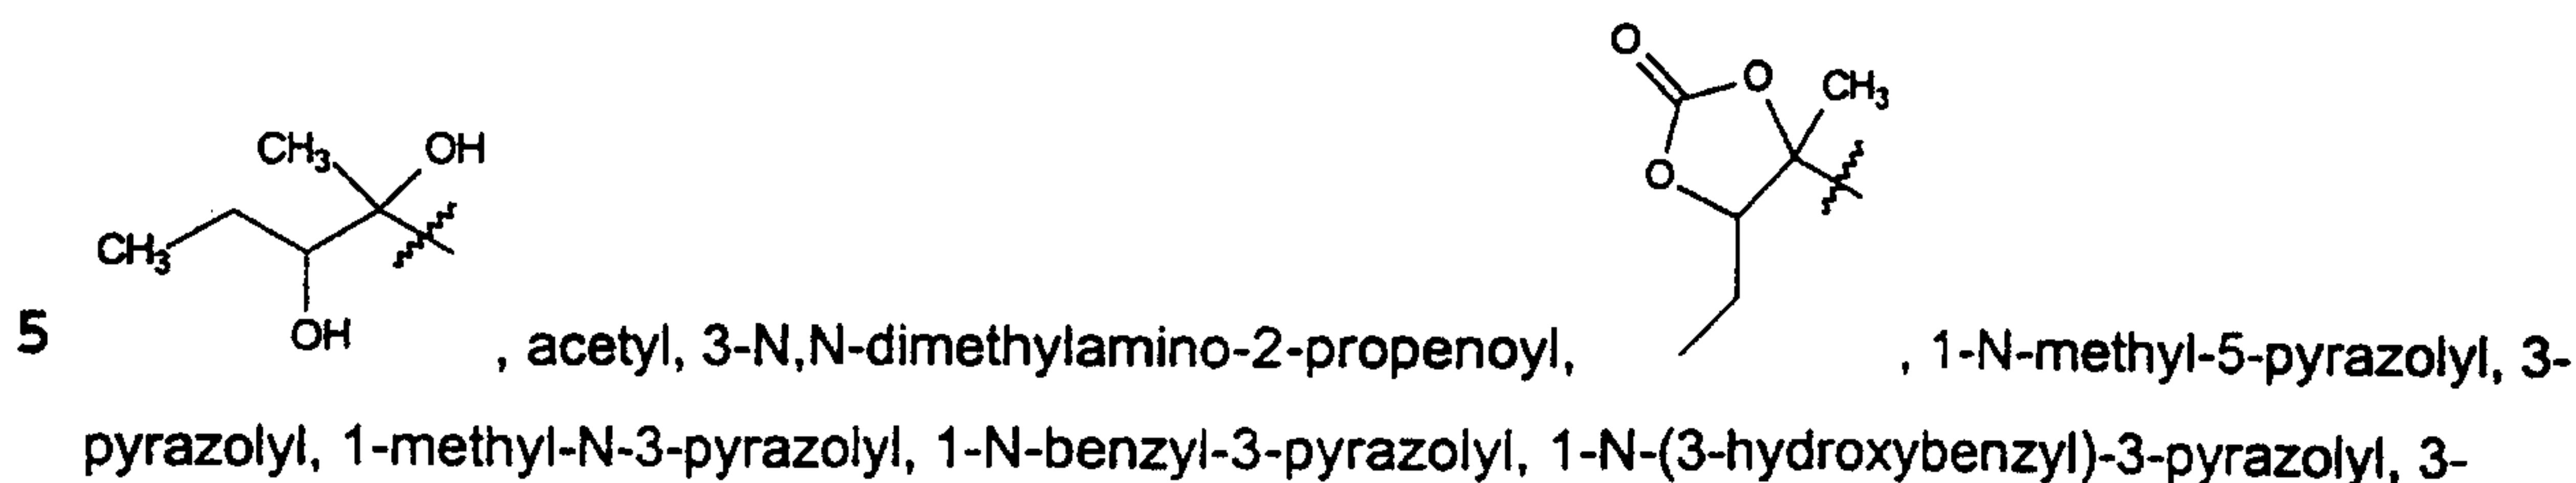 O
O
CH3
CH3
OH
O
CH3
OH
5
, acetyl, 3-N,N-dimethylamino-2-propenoyl,
, 1-N-methyl-5-pyrazolyl, 3-
pyrazolyl, 1-methyl-N-3-pyrazolyl, 1-N-benzyl-3-pyrazolyl, 1-N-(3-hydroxybenzyl)-3-pyrazolyl, 3-